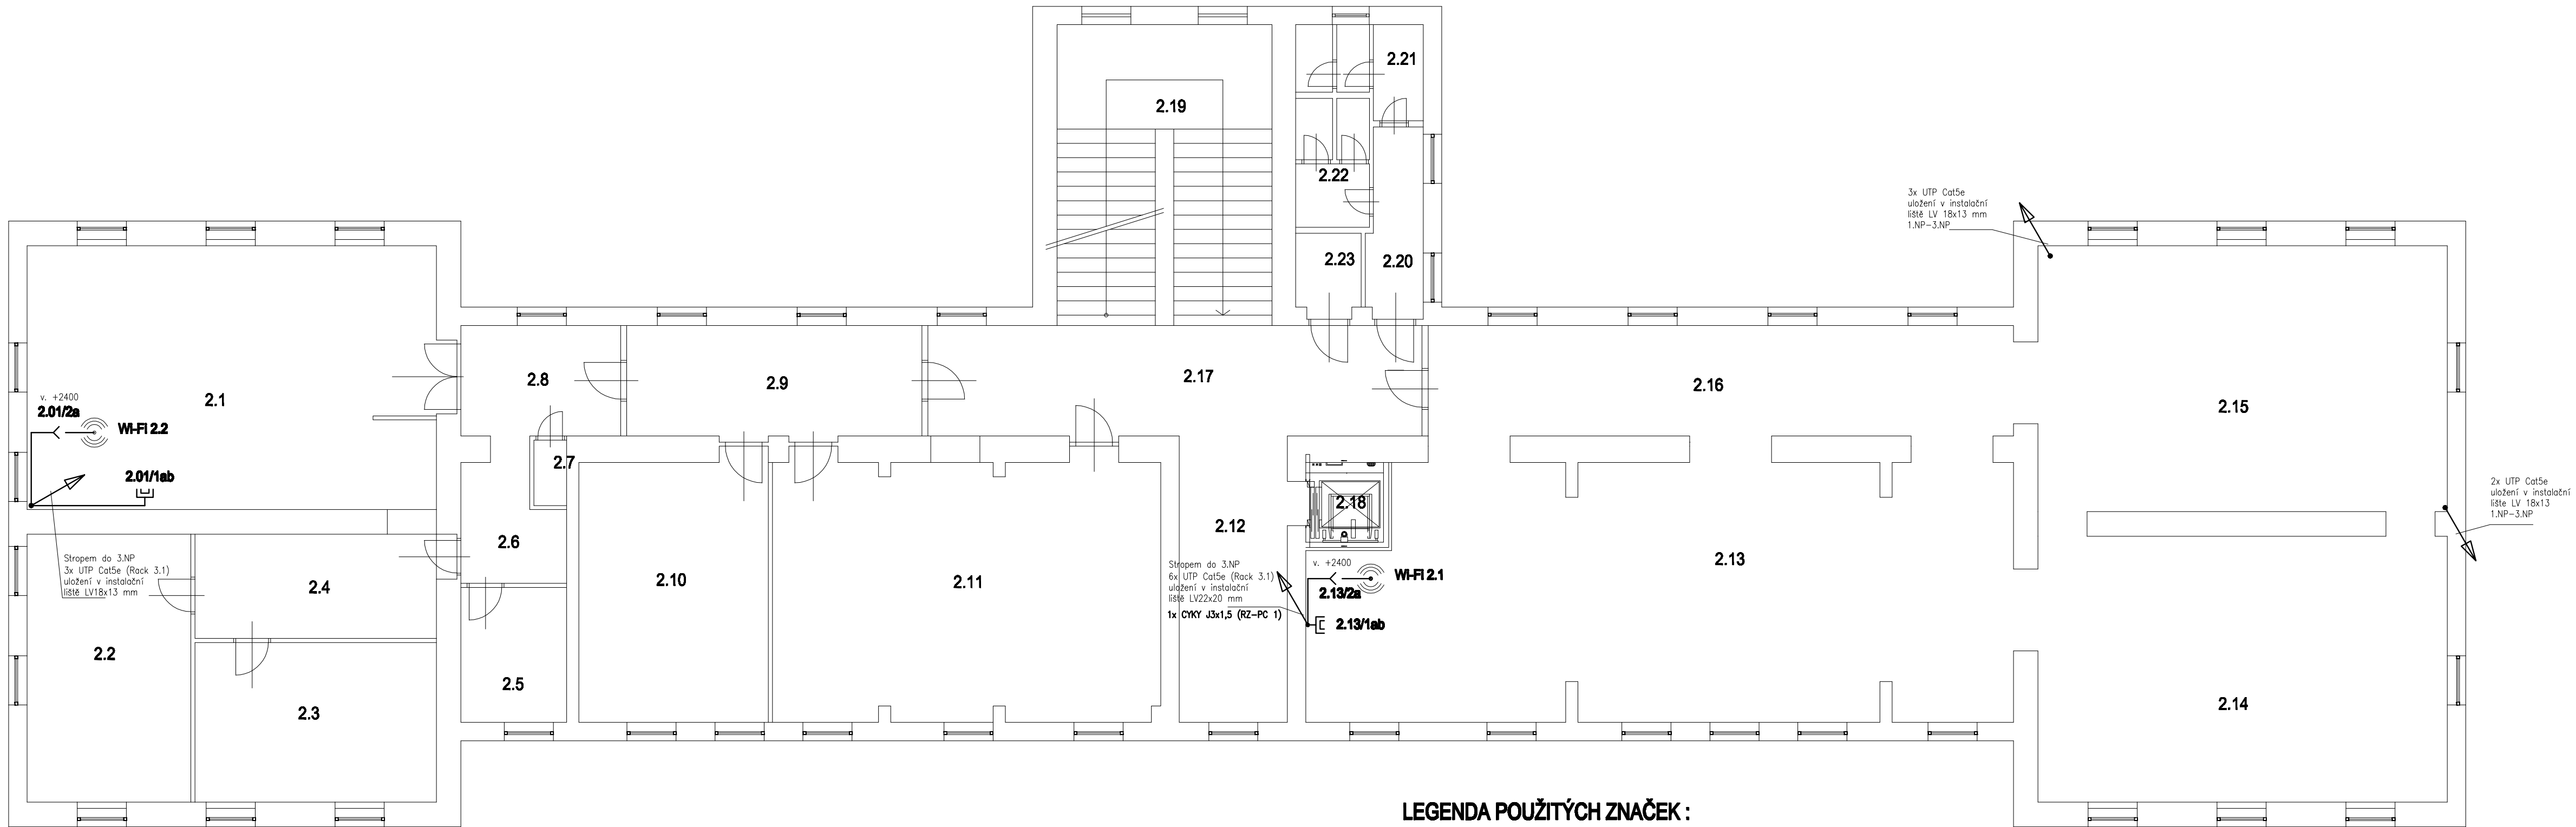 2.21
2.19
2.22
3x UTP Cat5e
uložení v instalační
liště LV 18x13 mm
1.NP-3.NP
2.23
2.20
2.17
2.8
2.9
2.16
2.1
v. +2400
2.01/2a
WI-FI 2.2
2.15
2.7
2.01/1ab
2.18
2x UTP Cat5e
uložení v instalační
liště LV 18x13
1.NP-3.NP
2.12
2.6
Stropem do 3.NP
3x UTP Cat5e (Rack 3.1)
uložení v instalační
liště LV18x13 mm
2.4
2.10
2.11
2.13
Stropem do 3.NP
6x UTP Cat5e (Rack 3.1)
uložení v instalační
liště LV22x20 mm
1x CYKY J3x1,5 (RZ-PC 1)
v. +2400
WI-FI 2.1
2.13/2a
2.13/1ab
2.2
2.5
2.3
2.14
LEGENDA POUŽITÝCH ZNAČEK :